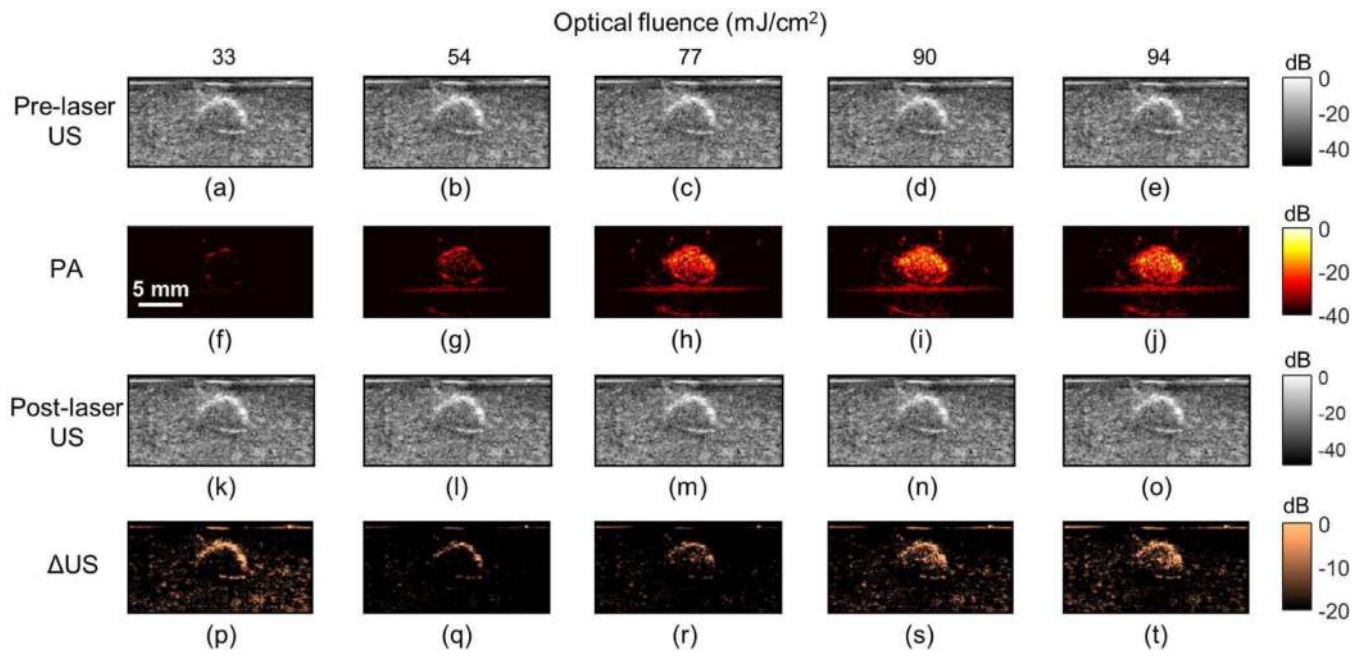 Optical fluence (mJ/cm²)
33 54 77 90 94 dB
Pre-laser US
0
-20
-40
(a) (b) (c) (d) (e)
PA
5 mm
dB
0
-20
-40
(f) (g) (h) (i) (j)
Post-laser US
dB
0
-20
-40
(k) (l) (m) (n) (o)
ΔUS
dB
0
-10
-20
(p) (q) (r) (s) (t)